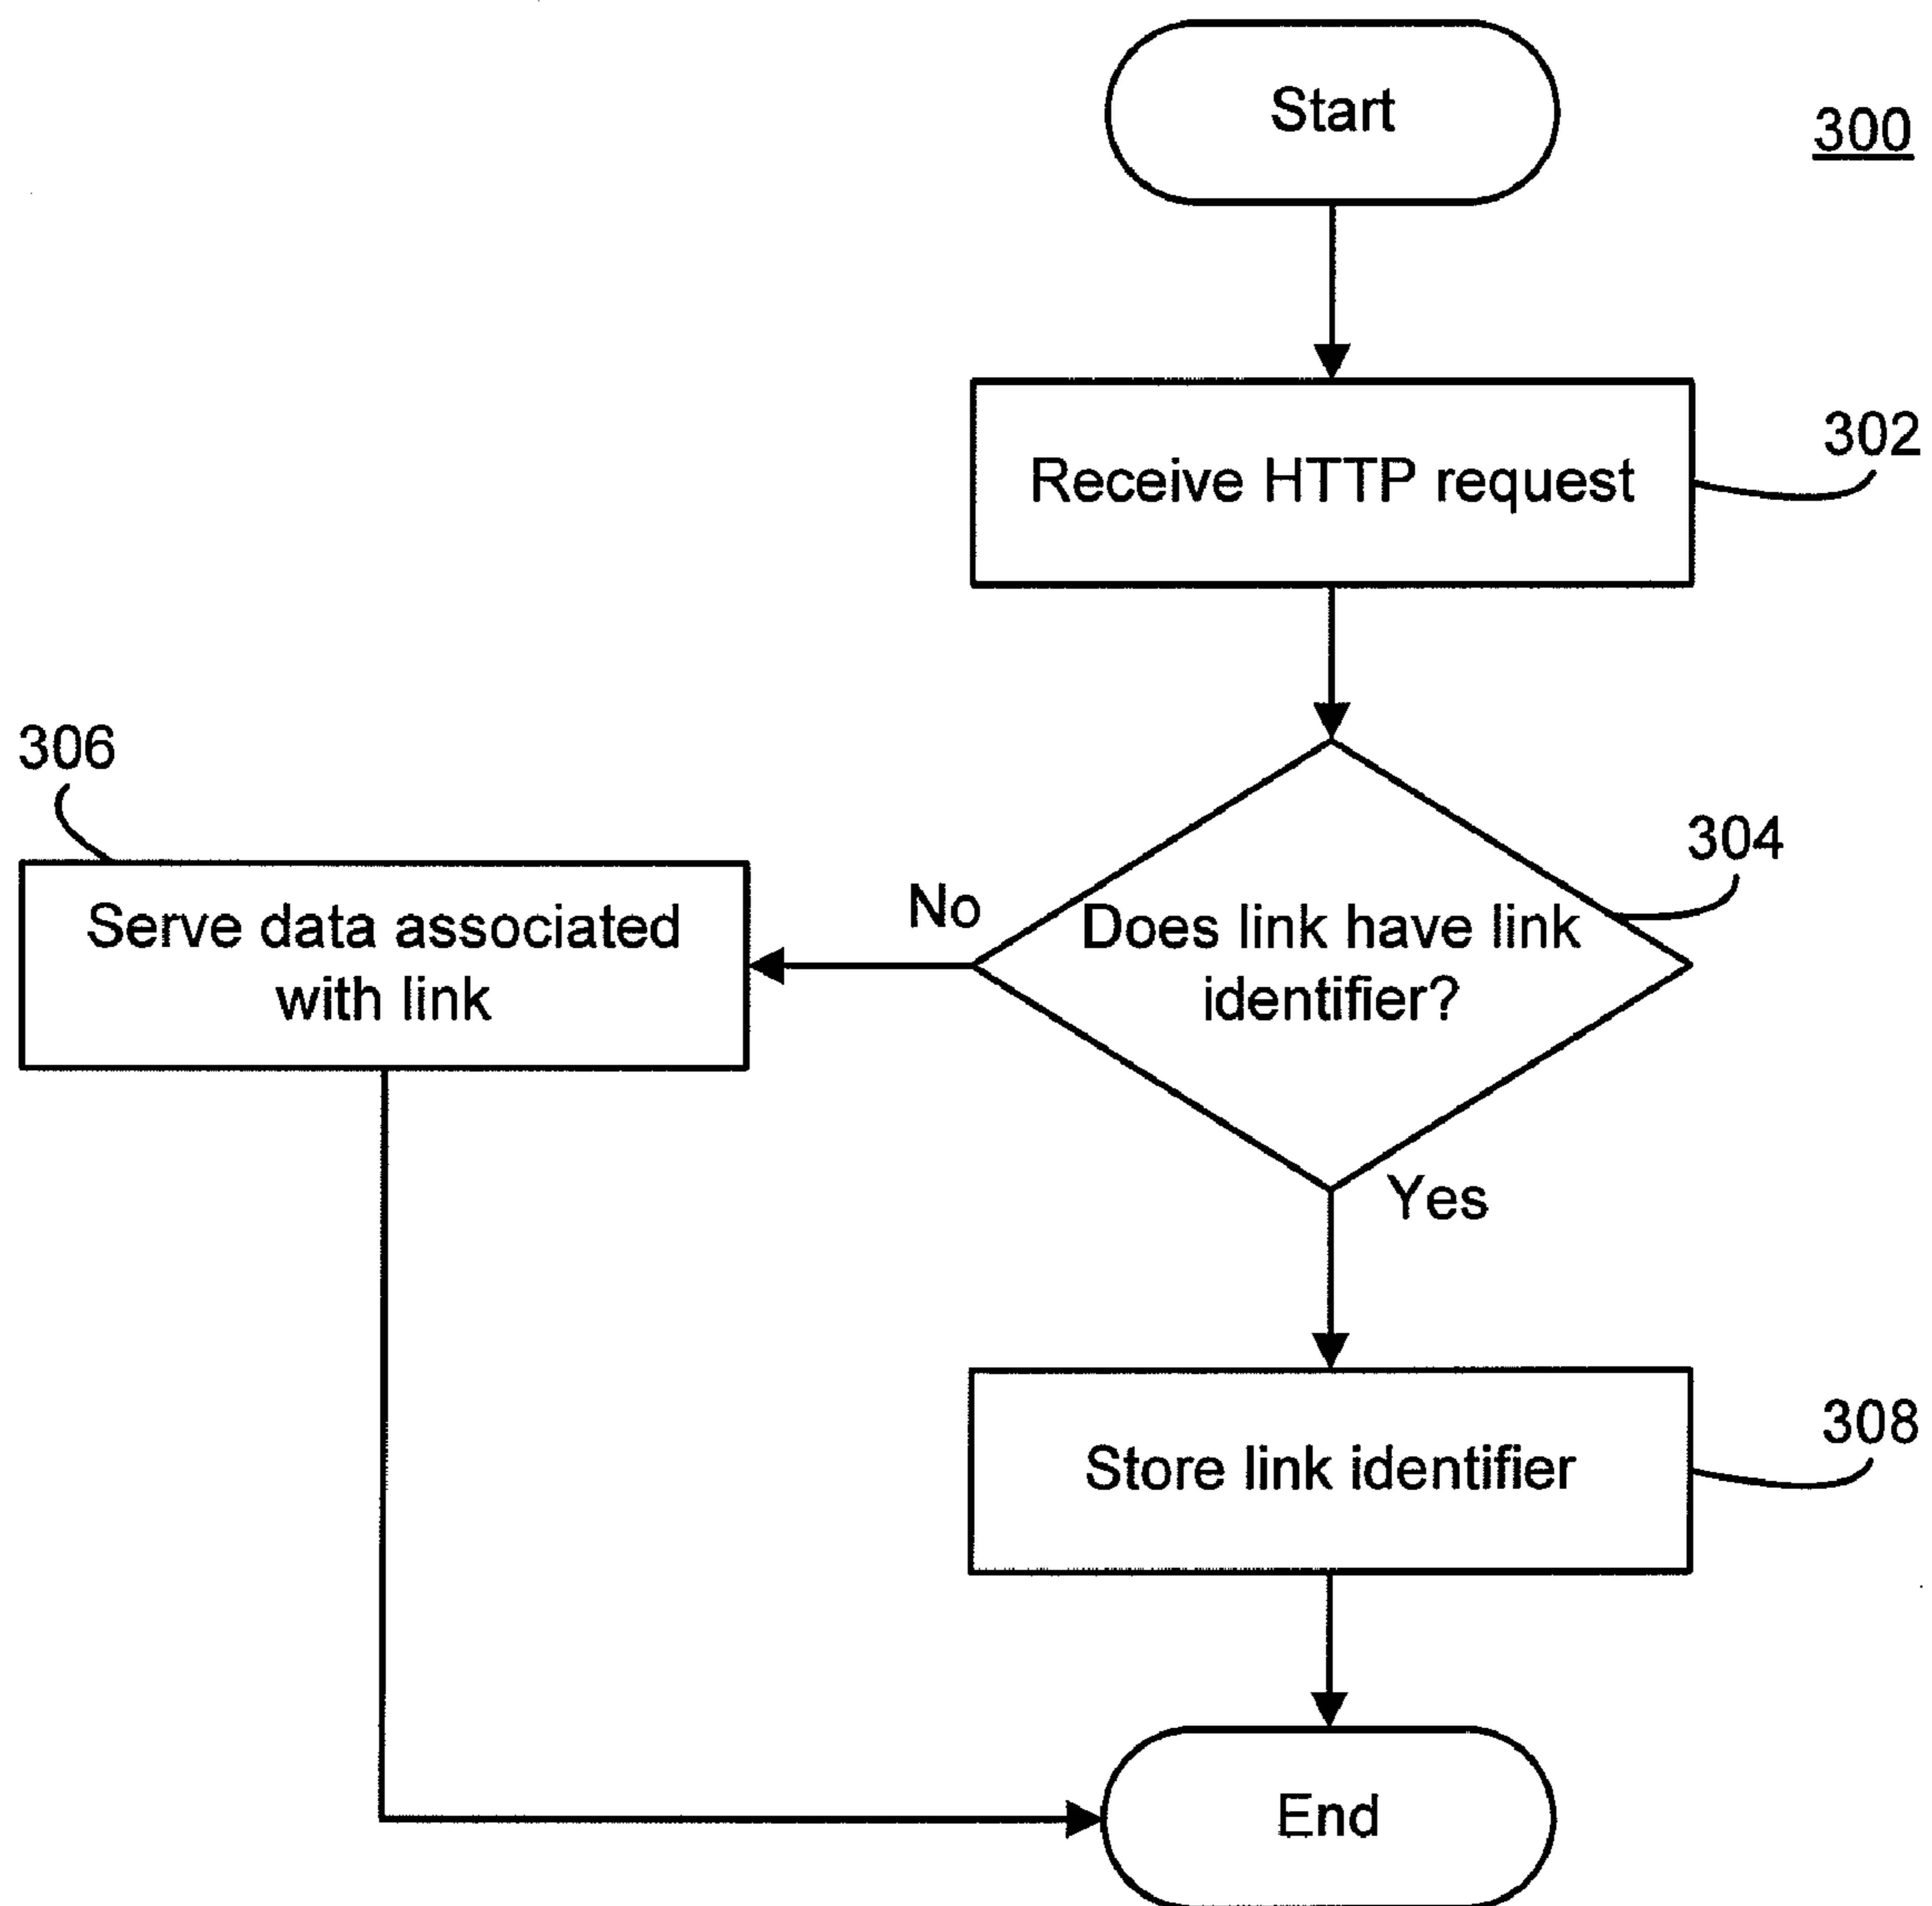 Start
300
302
Receive HTTP request
306
304
No
Does link have link
identifier?
Serve data associated
with link
Yes
308
Store link identifier
End